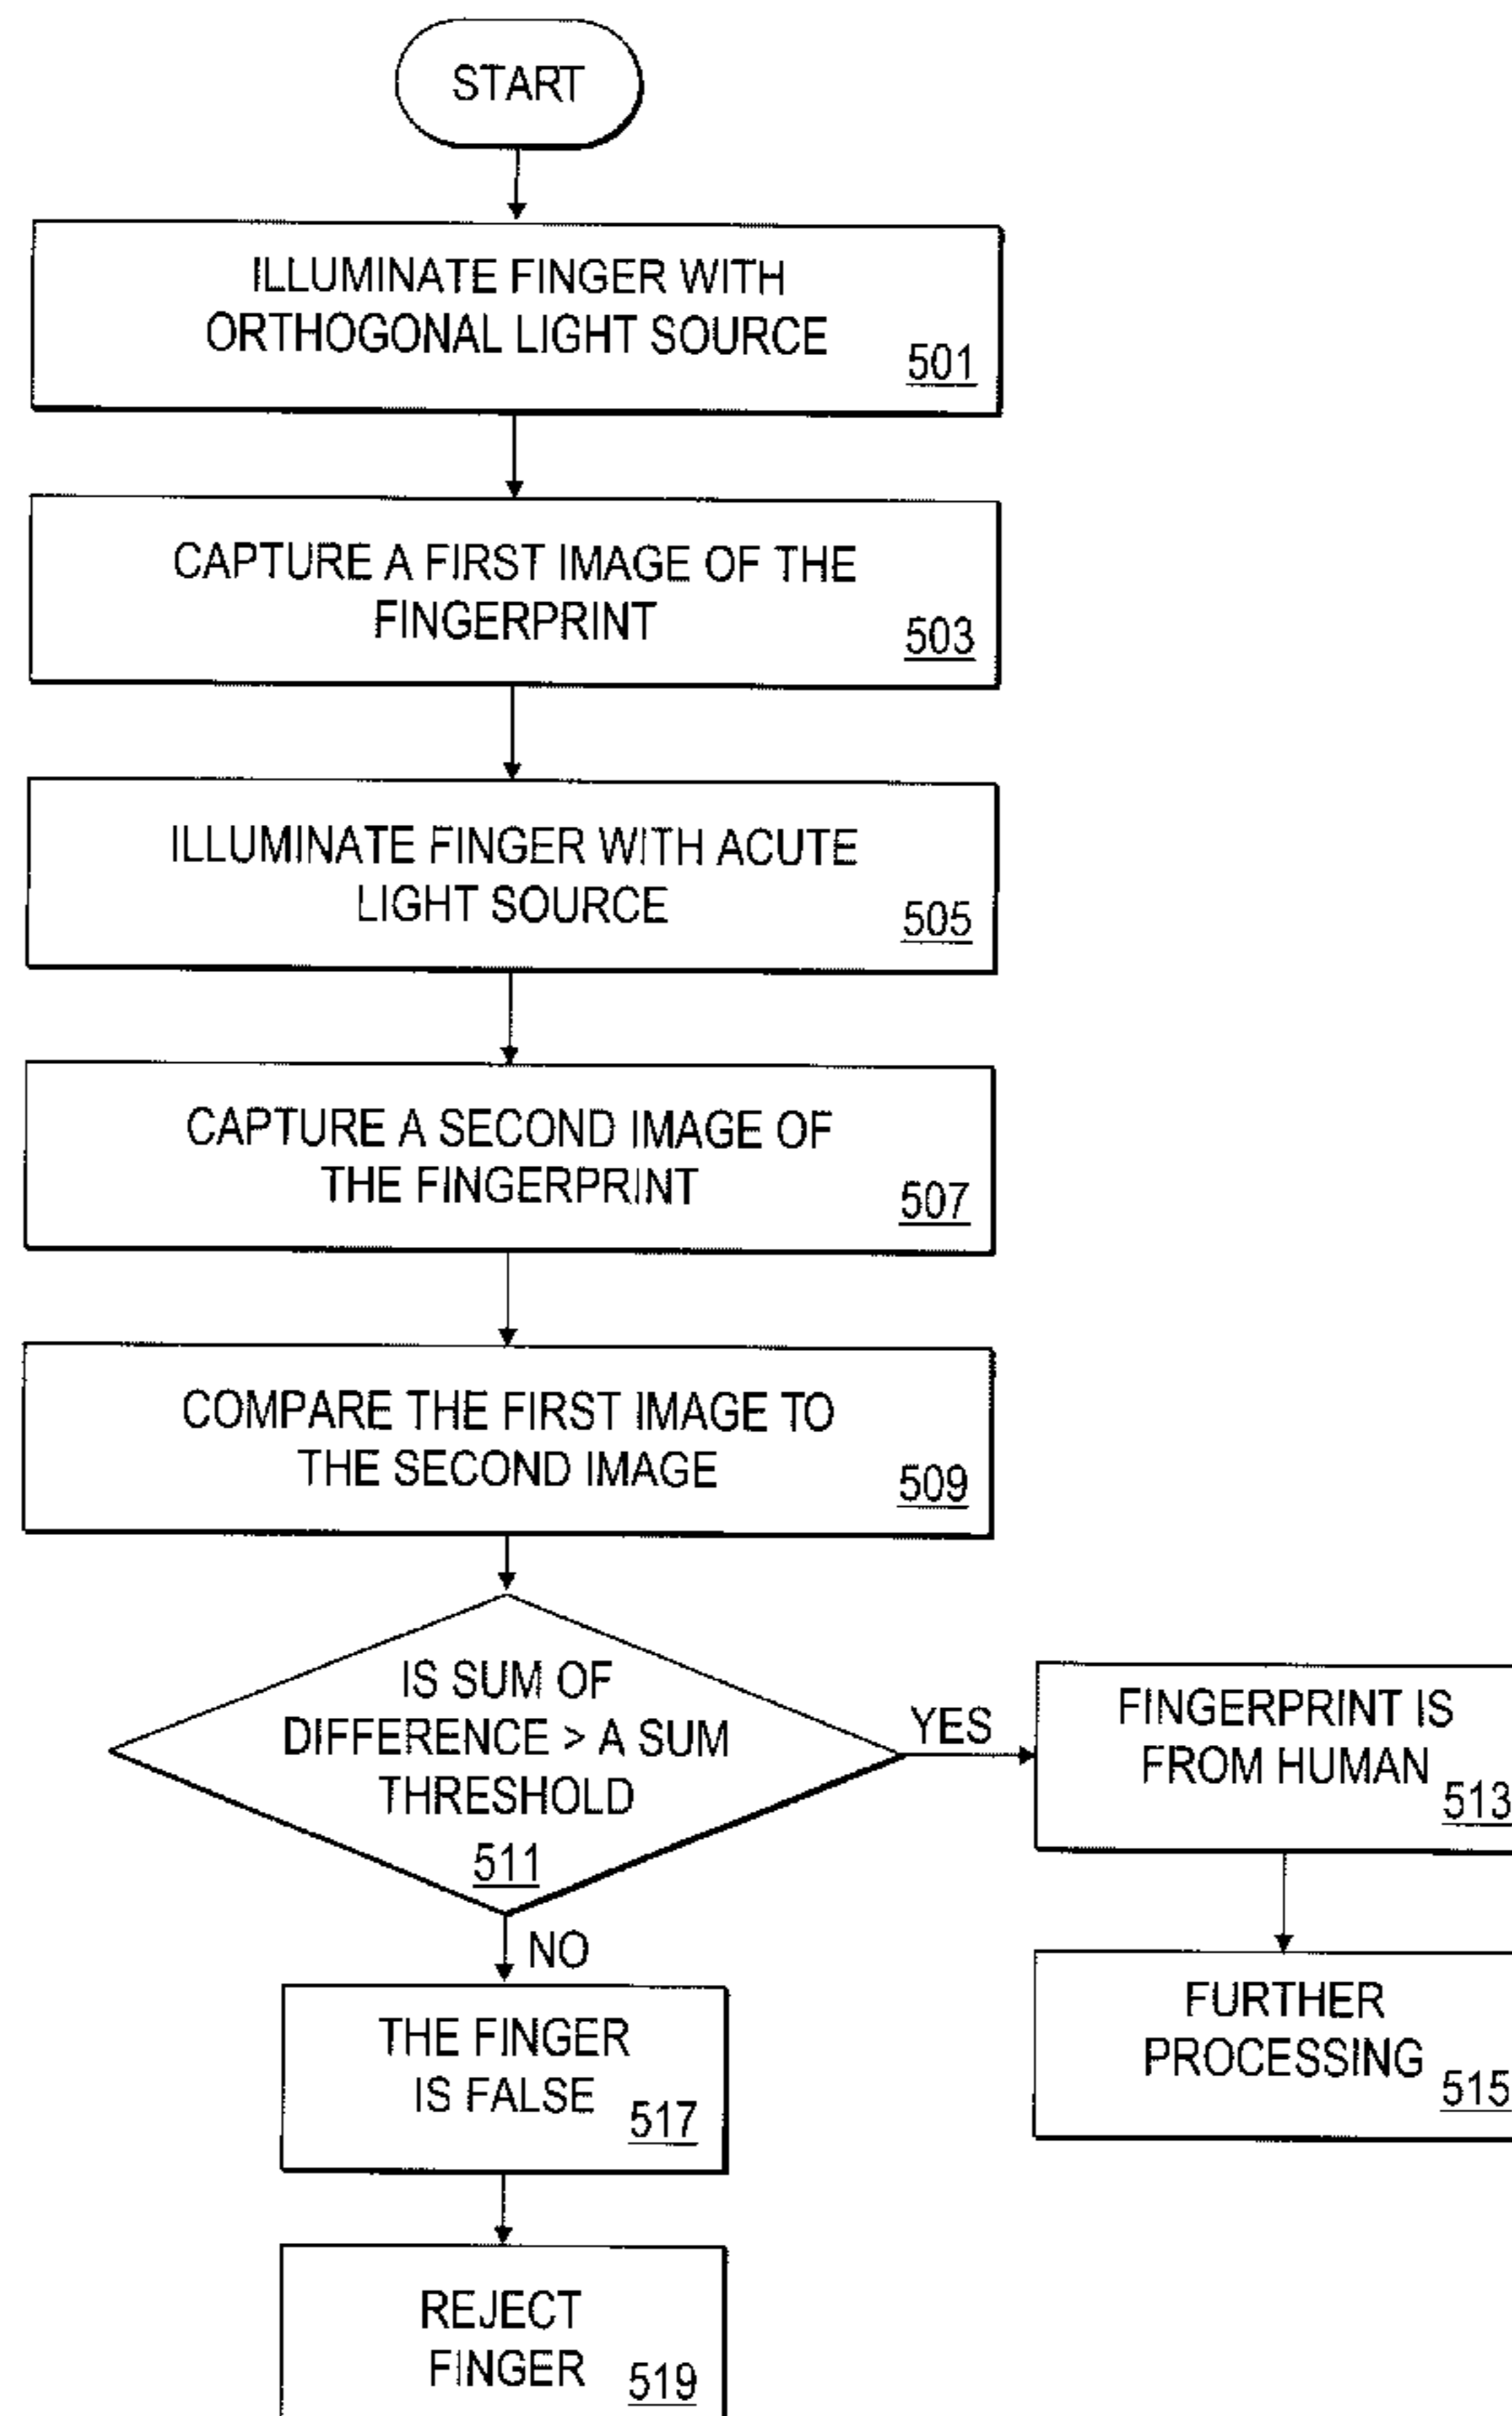 START
ILLUMINATE FINGER WITH
ORTHOGONAL LIGHT SOURCE
501
CAPTURE A FIRST IMAGE OF THE
FINGERPRINT
503
ILLUMINATE FINGER WITH ACUTE
LIGHT SOURCE
505
CAPTURE A SECOND IMAGE OF
THE FINGERPRINT
507
COMPARE THE FIRST IMAGE TO
THE SECOND IMAGE
509
IS SUM OF
DIFFERENCE > A SUM
THRESHOLD
511
YES
FINGERPRINT IS
FROM HUMAN
513
FURTHER
PROCESSING
515
NO
THE FINGER
IS FALSE
517
REJECT
FINGER
519